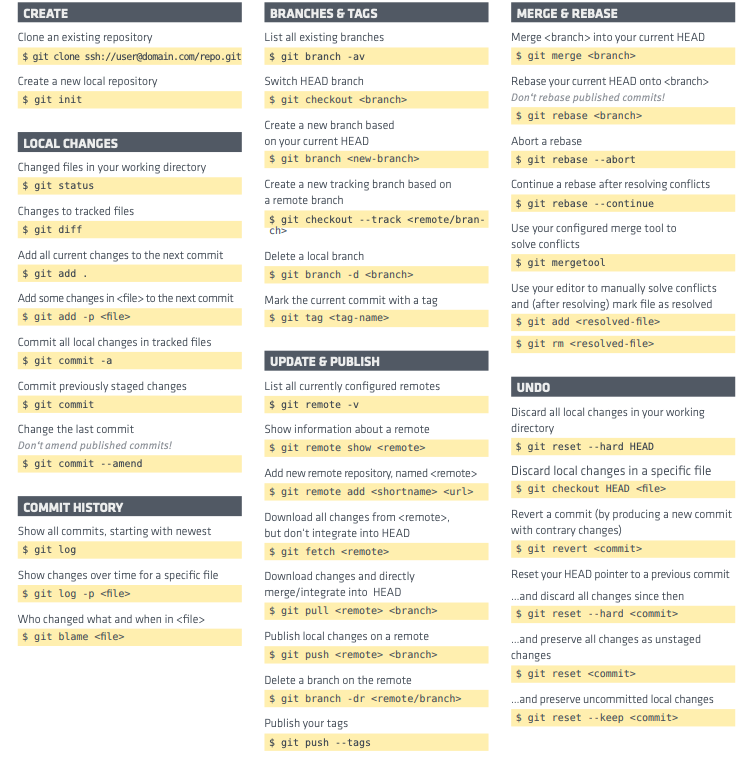 CREATE
Clone an existing repository
$ git clone ssh://user@domain.com/repo.git
Create a new local repository
$ git init
LOCAL CHANGES
Changed files in your working directory
$ git status
Changes to tracked files
$ git diff
Add all current changes to the next commit
$ git add .
Add some changes in <file> to the next commit
$ git add -p <file>
Commit all local changes in tracked files
$ git commit -a
Commit previously staged changes
$ git commit
Change the last commit
Don't amend published commits!
$ git commit --amend
COMMIT HISTORY
Show all commits, starting with newest
$ git log
Show changes over time for a specific file
$ git log -p <file>
Who changed what and when in <file>
$ git blame <file>
BRANCHES & TAGS
List all existing branches
$ git branch -av
Switch HEAD branch
$ git checkout <branch>
Create a new branch based
on your current HEAD
$ git branch <new-branch>
Create a new tracking branch based on
a remote branch
$ git checkout --track <remote/bran-
ch>
Delete a local branch
$ git branch -d <branch>
Mark the current commit with a tag
$ git tag <tag-name>
UPDATE & PUBLISH
List all currently configured remotes
$ git remote -v
Show information about a remote
$ git remote show <remote>
Add new remote repository, named <remote>
$ git remote add <shortname> <url>
Download all changes from <remote>,
but don't integrate into HEAD
$ git fetch <remote>
Download changes and directly
merge/integrate into HEAD
$ git pull <remote> <branch>
Publish local changes on a remote
$ git push <remote> <branch>
Delete a branch on the remote
$ git branch -dr <remote/branch>
Publish your tags
$ git push --tags
MERGE & REBASE
Merge <branch> into your current HEAD
$ git merge <branch>
Rebase your current HEAD onto <branch>
Don't rebase published commits!
$ git rebase <branch>
Abort a rebase
$ git rebase --abort
Continue a rebase after resolving conflicts
$ git rebase --continue
Use your configured merge tool to
solve conflicts
$ git mergetool
Use your editor to manually solve conflicts
and (after resolving) mark file as resolved
$ git add <resolved-file>
$ git rm <resolved-file>
UNDO
Discard all local changes in your working
directory
$ git reset --hard HEAD
Discard local changes in a specific file
$ git checkout HEAD <file>
Revert a commit (by producing a new commit
with contrary changes)
$ git revert <commit>
Reset your HEAD pointer to a previous commit
...and discard all changes since then
$ git reset --hard <commit>
...and preserve all changes as unstaged
changes
$ git reset <commit>
...and preserve uncommitted local changes
$ git reset --keep <commit>